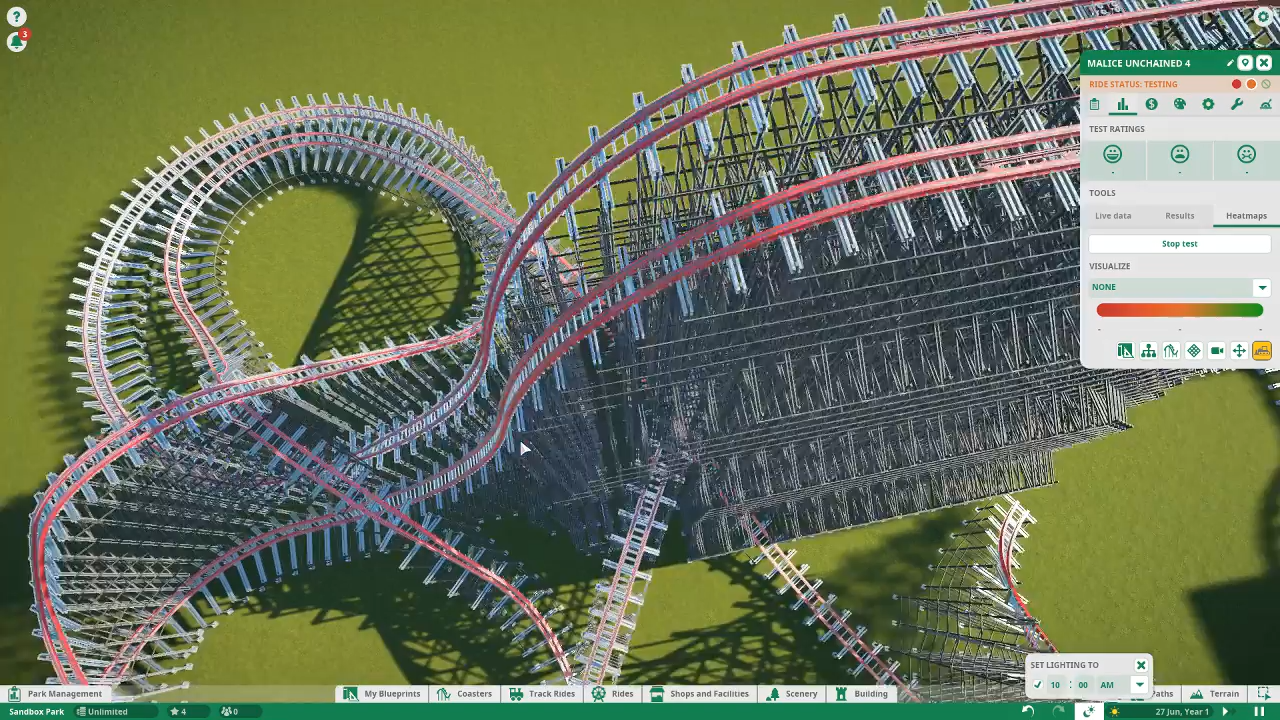 ?
3
MALICE UNCHAINED 4
RIDE STATUS: TESTING
TEST RATINGS
- - -
TOOLS
Live data Results Heatmaps
Stop test
VISUALIZE
NONE
- - -
SET LIGHTING TO
10 : 00 AM
Park Management My Blueprints Coasters Track Rides Rides Shops and Facilities Scenery Building Paths Terrain
Sandbox Park Unlimited 4 0 27 Jun, Year 1